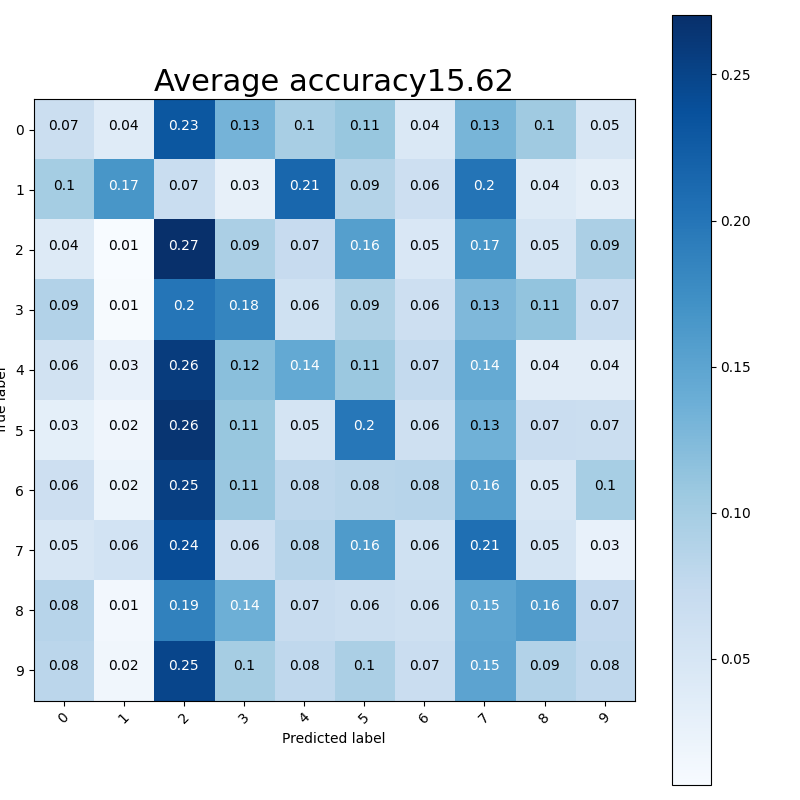 Average accuracy15.62
0 0.07 0.04 0.23 0.13 0.1 0.11 0.04 0.13 0.1 0.05
1 0.1 0.17 0.07 0.03 0.21 0.09 0.06 0.2 0.04 0.03
2 0.04 0.01 0.27 0.09 0.07 0.16 0.05 0.17 0.05 0.09
3 0.09 0.01 0.2 0.18 0.06 0.09 0.06 0.13 0.11 0.07
4 0.06 0.03 0.26 0.12 0.14 0.11 0.07 0.14 0.04 0.04
5 0.03 0.02 0.26 0.11 0.05 0.2 0.06 0.13 0.07 0.07
6 0.06 0.02 0.25 0.11 0.08 0.08 0.08 0.16 0.05 0.1
7 0.05 0.06 0.24 0.06 0.08 0.16 0.06 0.21 0.05 0.03
8 0.08 0.01 0.19 0.14 0.07 0.06 0.06 0.15 0.16 0.07
9 0.08 0.02 0.25 0.1 0.08 0.1 0.07 0.15 0.09 0.08
0 1 2 3 4 5 6 7 8 9
Predicted label
label
0.25
0.20
0.15
0.10
0.05